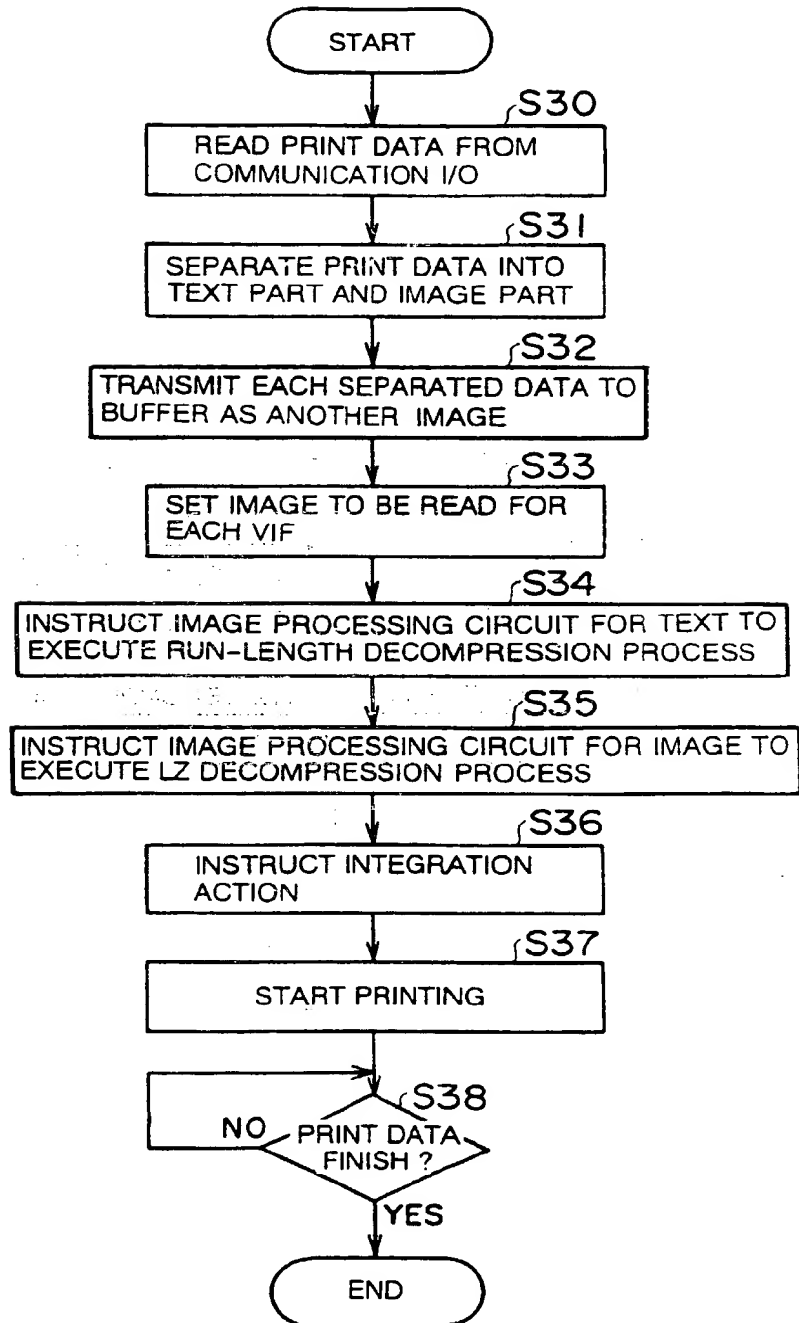 START
S30
READ PRINT DATA FROM
COMMUNICATION I/O
S31
SEPARATE PRINT DATA INTO
TEXT PART AND IMAGE PART
S32
TRANSMIT EACH SEPARATED DATA TO
BUFFER AS ANOTHER IMAGE
S33
SET IMAGE TO BE READ FOR
EACH VIF
S34
INSTRUCT IMAGE PROCESSING CIRCUIT FOR TEXT TO
EXECUTE RUN-LENGTH DECOMPRESSION PROCESS
S35
INSTRUCT IMAGE PROCESSING CIRCUIT FOR IMAGE TO
EXECUTE LZ DECOMPRESSION PROCESS
S36
INSTRUCT INTEGRATION
ACTION
S37
START PRINTING
S38
NO
PRINT DATA
FINISH ?
YES
END